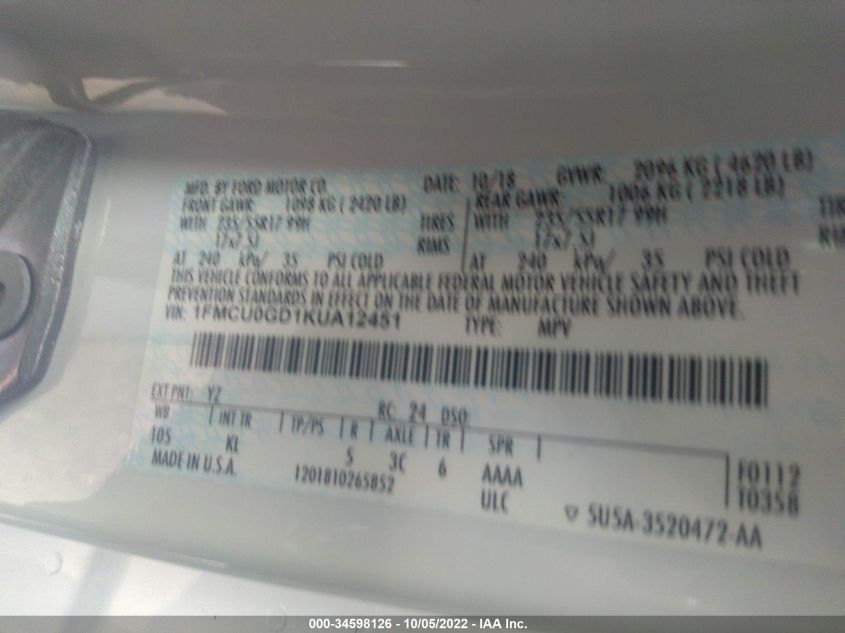 MFD. BY FORD MOTOR CO. DATE: 10/18 GVWR: 2096 KG ( 4620 LB)
FRONT GAWR: 1098 KG ( 2420 LB) REAR GAWR: 1006 KG ( 2218 LB)
WITH 235/55R17 99H TIRES WITH 235/55R17 99H TIR
17x7.5J RIMS 17x7.5J RI
AT 240 kPa/ 35 PSI COLD AT 240 kPa/ 35 PSI COLD
THIS VEHICLE CONFORMS TO ALL APPLICABLE FEDERAL MOTOR VEHICLE SAFETY AND THEFT
PREVENTION STANDARDS IN EFFECT ON THE DATE OF MANUFACTURE SHOWN ABOVE.
VIN: 1FMCU0GD1KUA12451 TYPE: MPV
EXT PNT: YZ RC: 24 DSO:
WB INT TR TP/PS R AXLE TR SPR
105 KL 5 3C 6 AAAA F0112
MADE IN U.S.A. 1201810265852 ULC T0358
▽ 5U5A-3520472-AA
000-34598126 - 10/05/2022 - IAA Inc.